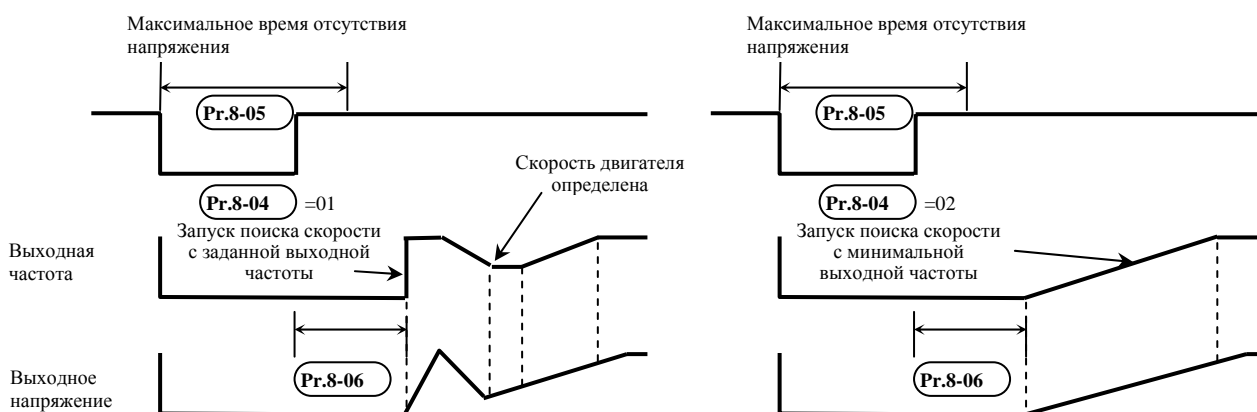 Максимальное время отсутствия
напряжения
Pr.8-05
Скорость двигателя
определена
Pr.8-04 =01
Запуск поиска скорости
с заданной выходной
частоты
Выходная
частота
Pr.8-06
Выходное
напряжение
Максимальное время отсутствия
напряжения
Pr.8-05
Pr.8-04 =02
Запуск поиска скорости
с минимальной
выходной частоты
Pr.8-06